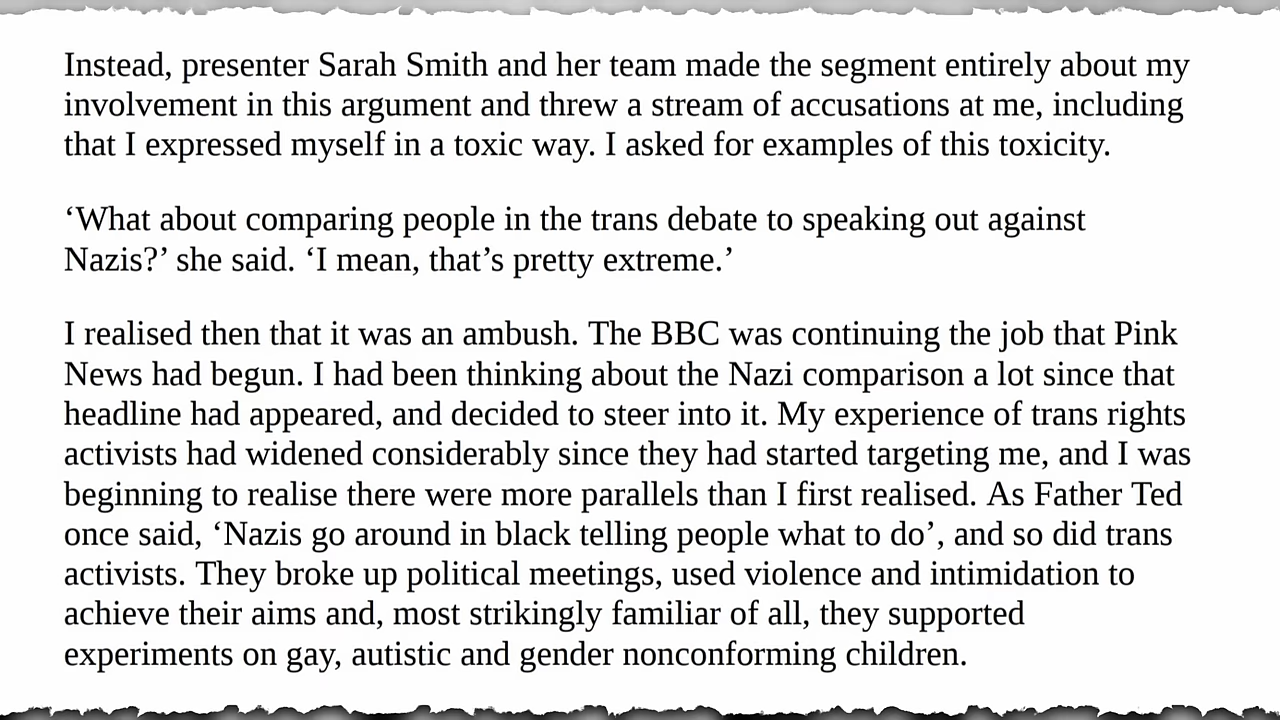 Instead, presenter Sarah Smith and her team made the segment entirely about my
involvement in this argument and threw a stream of accusations at me, including
that I expressed myself in a toxic way. I asked for examples of this toxicity.
‘What about comparing people in the trans debate to speaking out against
Nazis?’ she said. ‘I mean, that’s pretty extreme.’
I realised then that it was an ambush. The BBC was continuing the job that Pink
News had begun. I had been thinking about the Nazi comparison a lot since that
headline had appeared, and decided to steer into it. My experience of trans rights
activists had widened considerably since they had started targeting me, and I was
beginning to realise there were more parallels than I first realised. As Father Ted
once said, ‘Nazis go around in black telling people what to do’, and so did trans
activists. They broke up political meetings, used violence and intimidation to
achieve their aims and, most strikingly familiar of all, they supported
experiments on gay, autistic and gender nonconforming children.